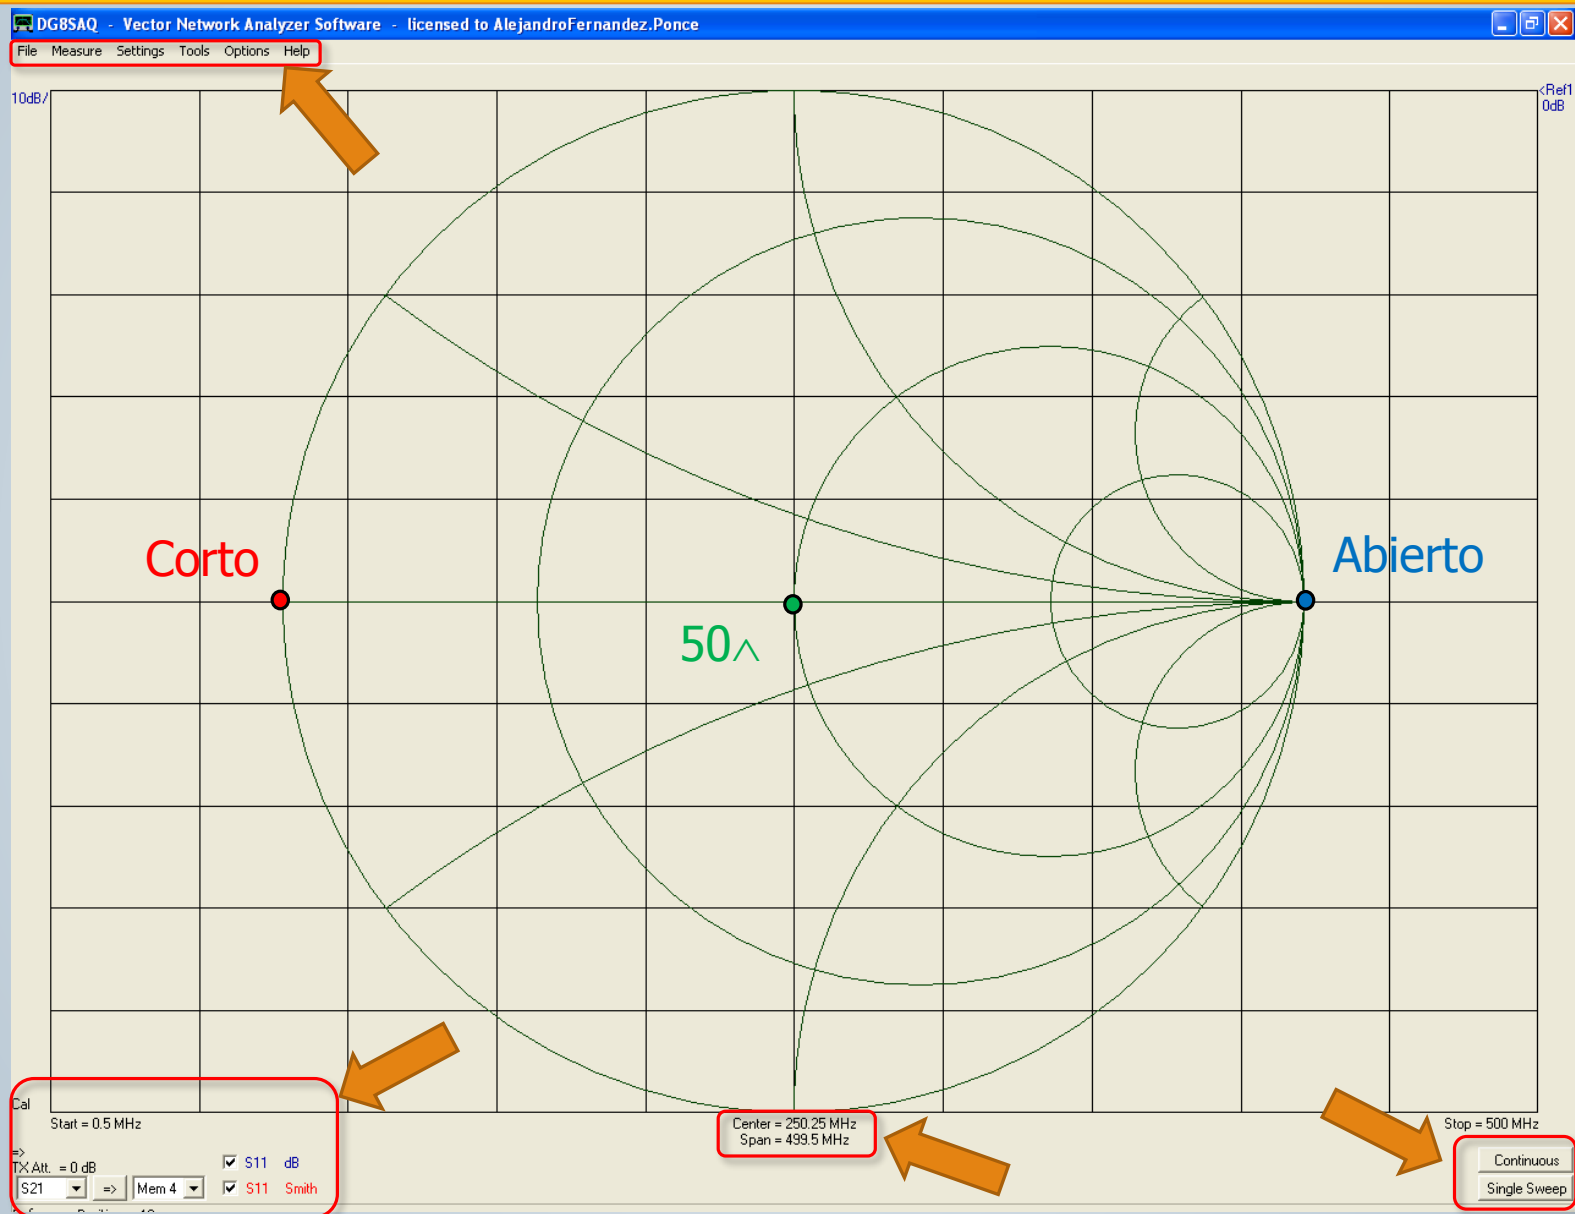 DG8SAQ - Vector Network Analyzer Software - licensed to AlejandroFernandez.Ponce
File Measure Settings Tools Options Help
10dB/
<Ref1
0dB
Corto
Abierto
50^
Cal
Start = 0.5 MHz
Center = 250.25 MHz
Span = 499.5 MHz
Stop = 500 MHz
=>
TX Att. = 0 dB
S11 dB
Continuous
S21 => Mem 4
S11 Smith
Single Sweep